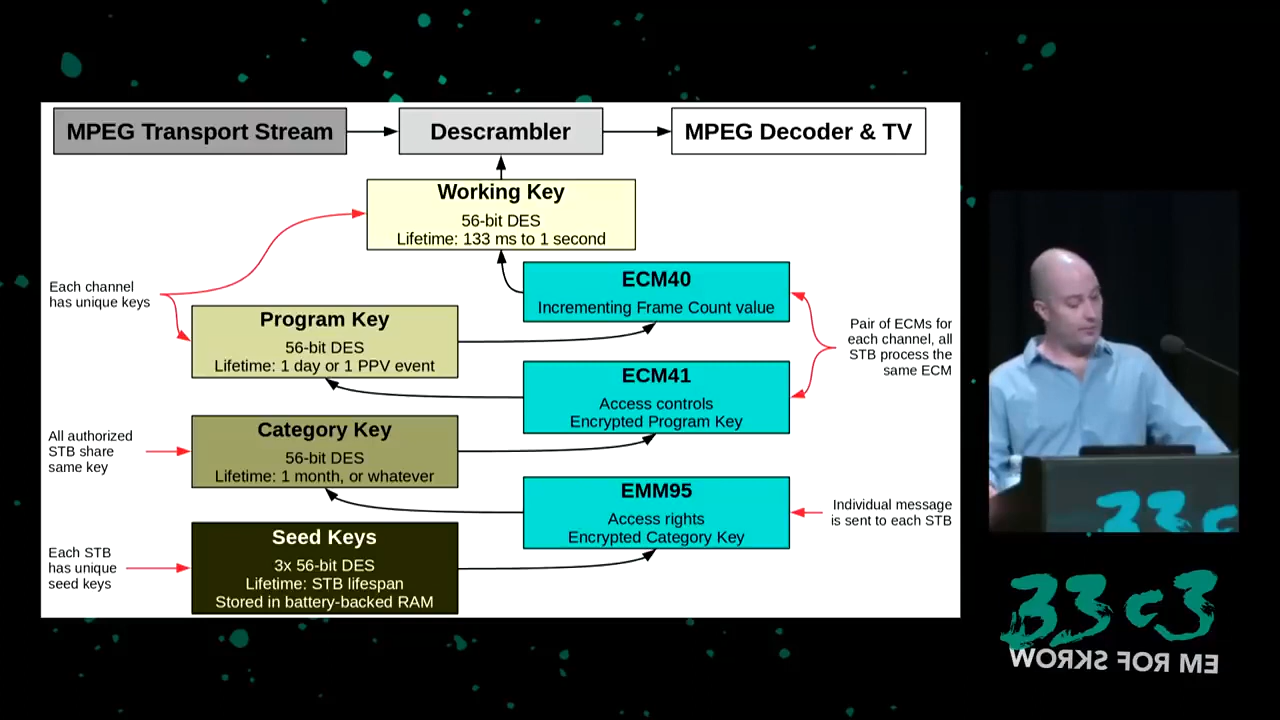 MPEG Transport Stream
Descrambler
MPEG Decoder & TV
Working Key
56-bit DES
Lifetime: 133 ms to 1 second
Each channel
has unique keys
ECM40
Incrementing Frame Count value
Program Key
56-bit DES
Lifetime: 1 day or 1 PPV event
Pair of ECMs for
each channel, all
STB process the
same ECM
ECM41
Access controls
Encrypted Program Key
All authorized
STB share
same key
Category Key
56-bit DES
Lifetime: 1 month, or whatever
EMM95
Access rights
Encrypted Category Key
Individual message
is sent to each STB
Each STB
has unique
seed keys
Seed Keys
3x 56-bit DES
Lifetime: STB lifespan
Stored in battery-backed RAM
33c
33c3
WORKS FOR ME